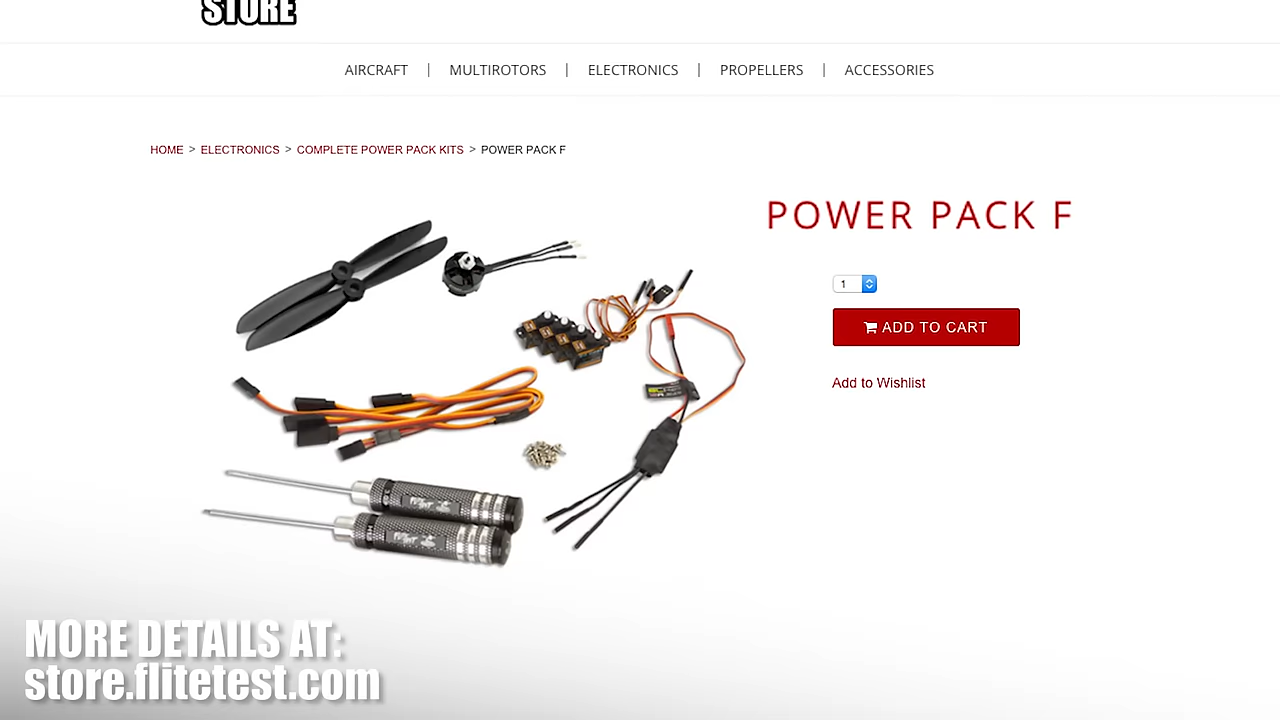 STORE
AIRCRAFT | MULTIROTORS | ELECTRONICS | PROPELLERS | ACCESSORIES
HOME > ELECTRONICS > COMPLETE POWER PACK KITS > POWER PACK F
POWER PACK F
1
ADD TO CART
Add to Wishlist
MORE DETAILS AT:
store.flitetest.com